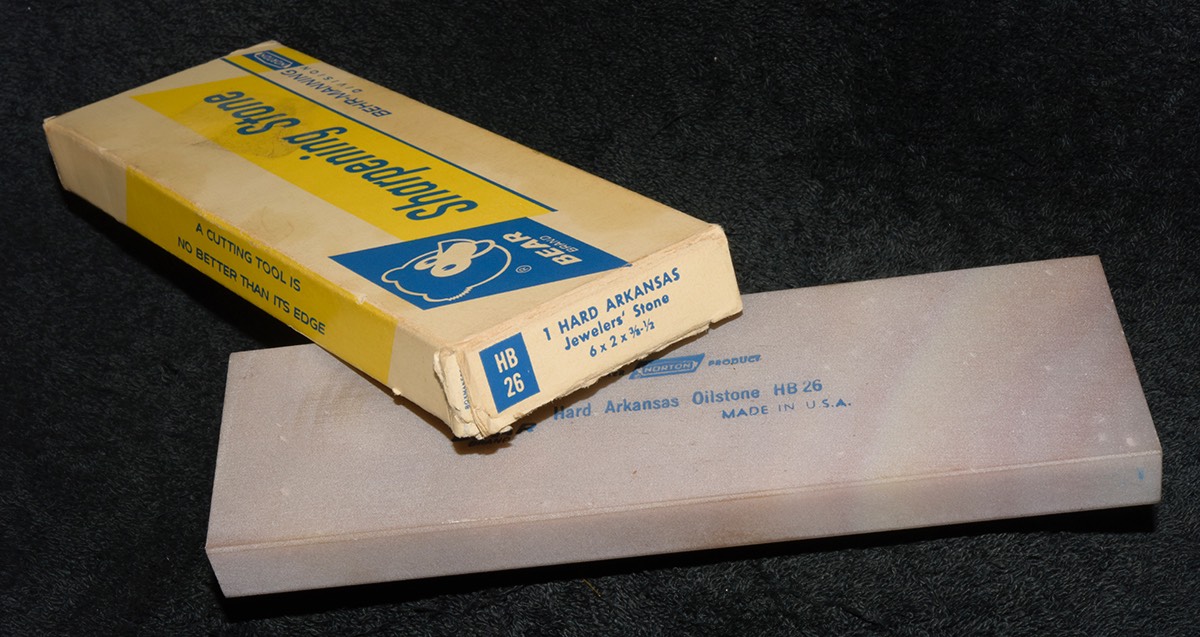 NORTON
BEHR-MANNING
DIVISION
Sharpening Stone
BEAR
BRAND
®
A CUTTING TOOL IS
NO BETTER THAN ITS EDGE
HB
26
1 HARD ARKANSAS
Jewelers' Stone
6 x 2 x 3/8-1/2
NORTON PRODUCT
Hard Arkansas Oilstone HB 26
MADE IN U.S.A.